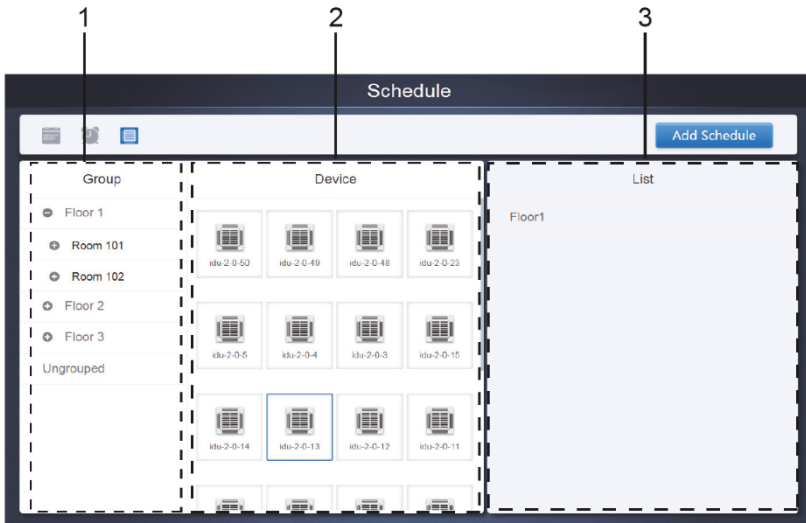 1 2 3
Schedule
Add Schedule
Group
Device
List
Floor 1
Room 101
Room 102
Floor 2
Floor 3
Ungrouped
idu-2-0-50 idu-2-0-49 idu-2-0-48 idu-2-0-23
idu-2-0-5 idu-2-0-4 idu-2-0-3 idu-2-0-15
idu-2-0-14 idu-2-0-13 idu-2-0-12 idu-2-0-11
Floor1